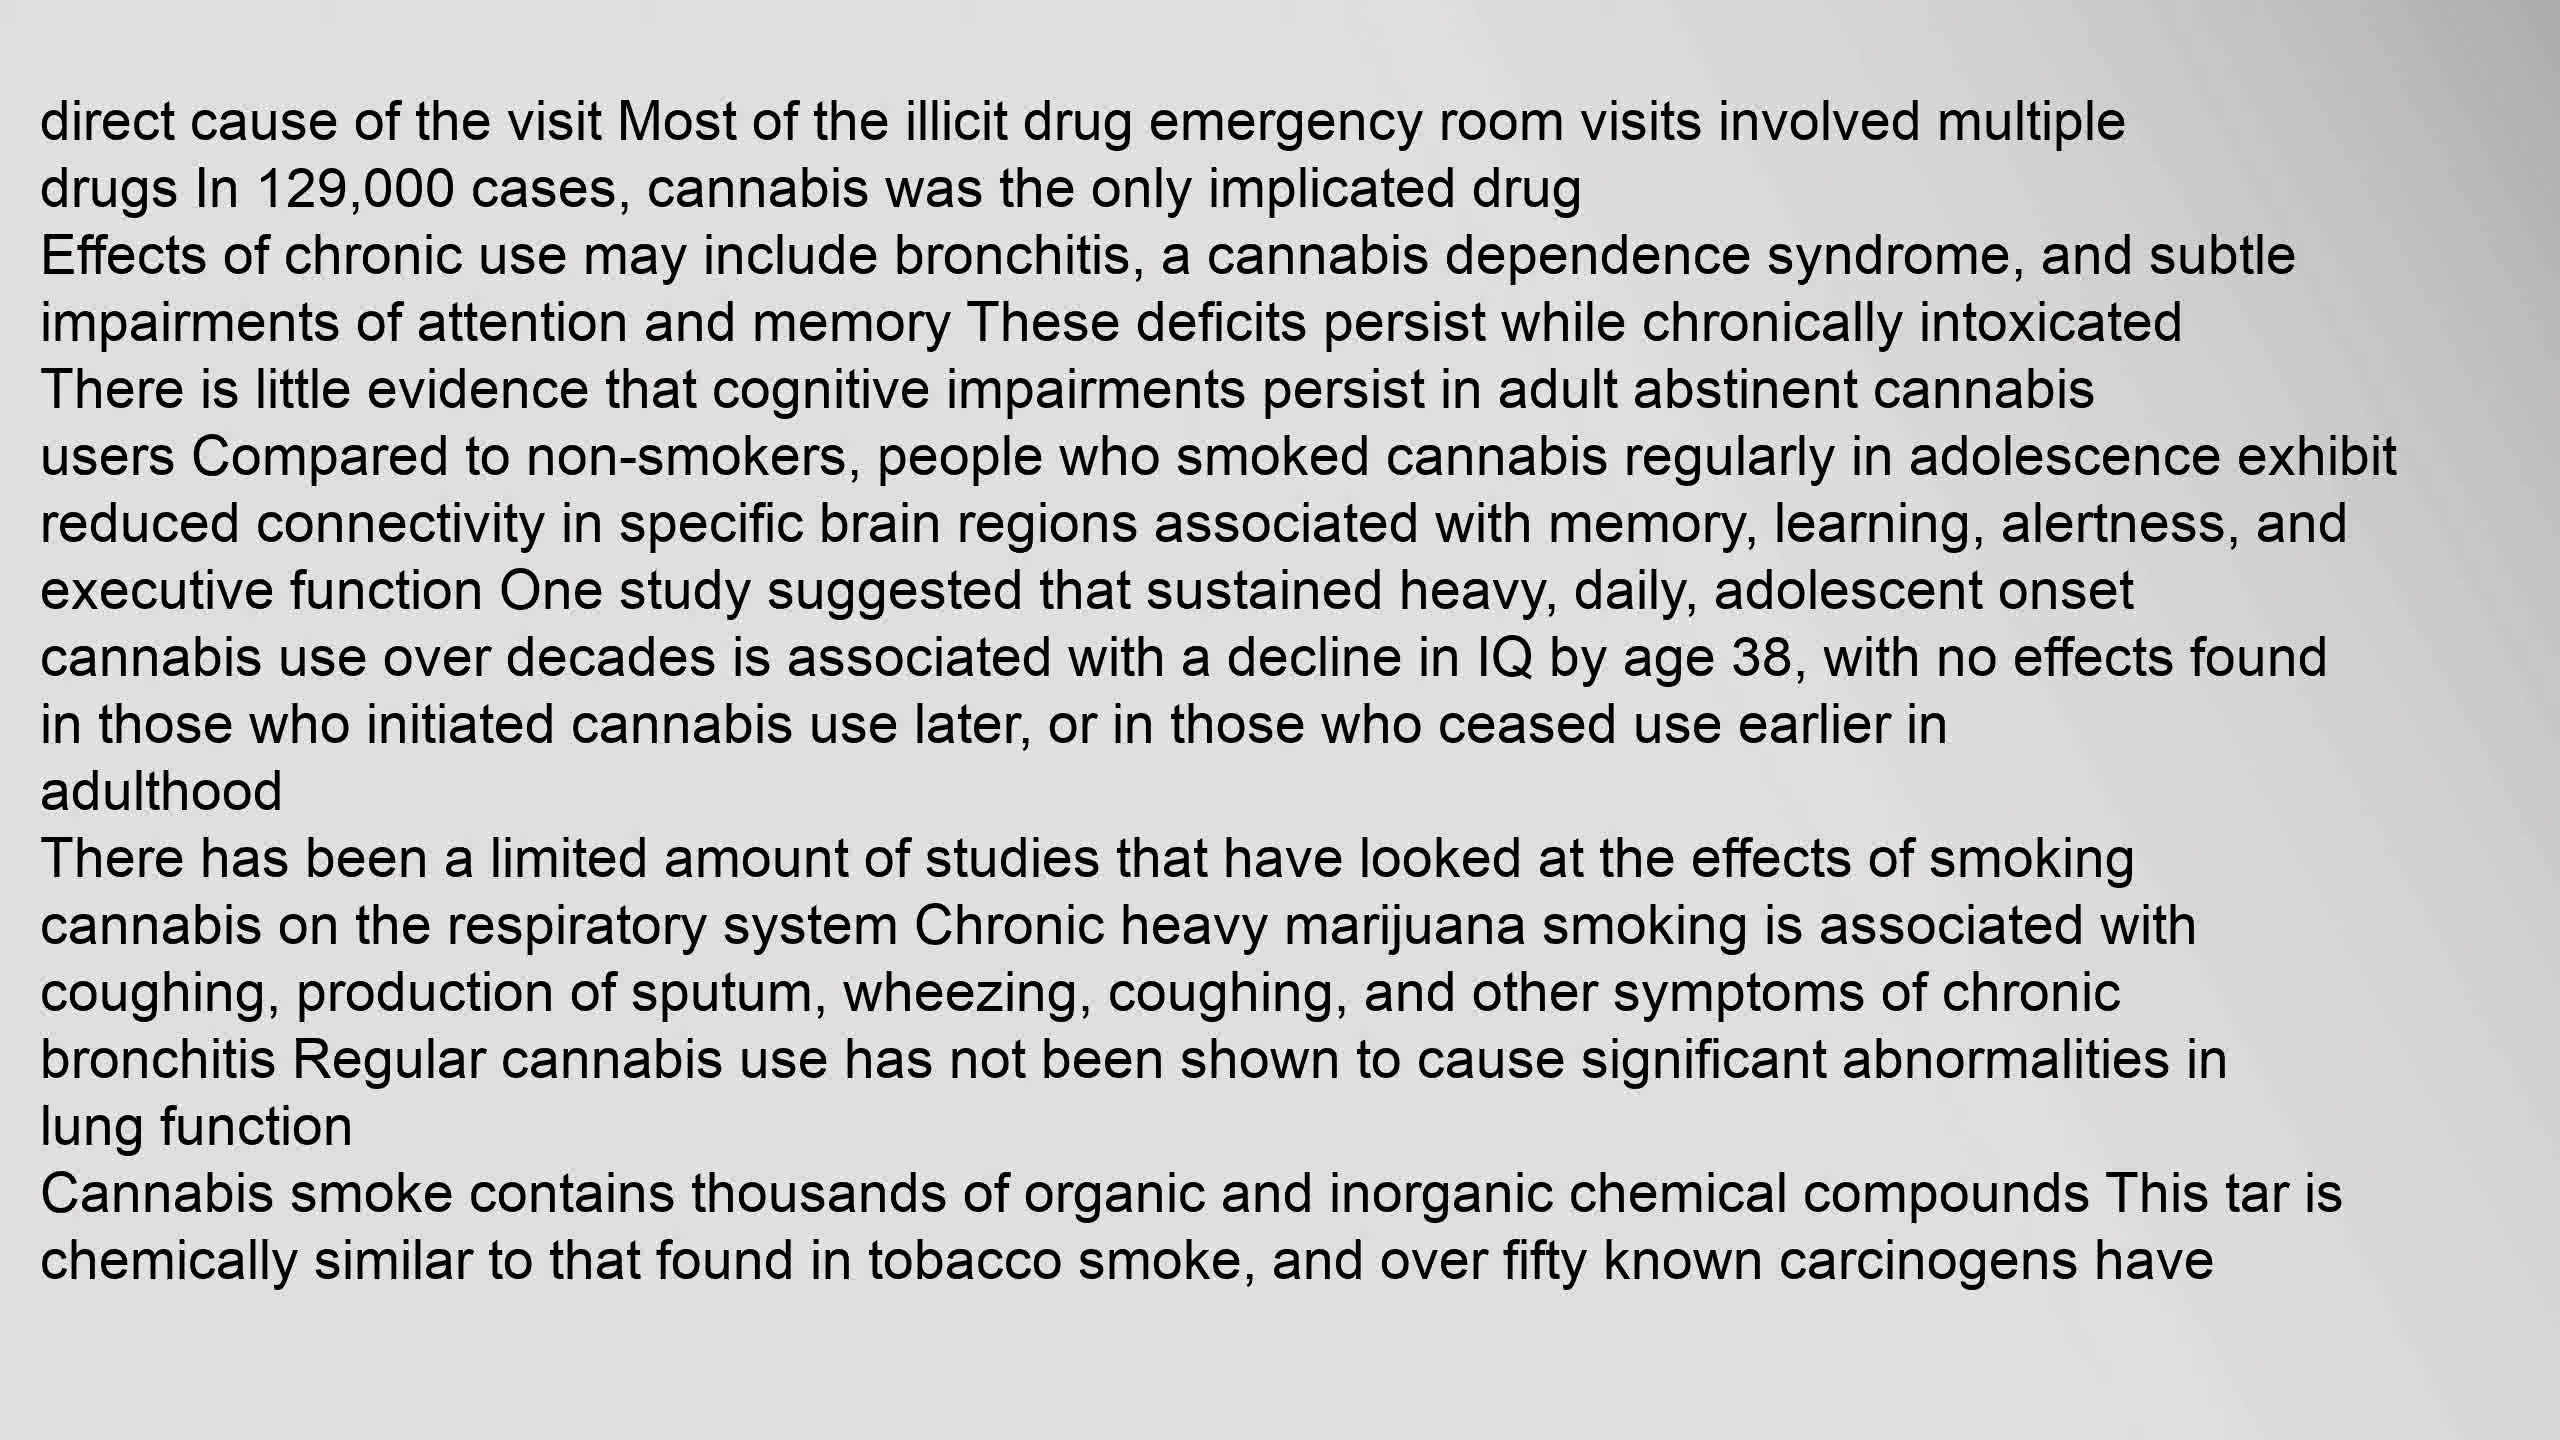 direct cause of the visit Most of the illicit drug emergency room visits involved multiple
drugs In 129,000 cases, cannabis was the only implicated drug
Effects of chronic use may include bronchitis, a cannabis dependence syndrome, and subtle
impairments of attention and memory These deficits persist while chronically intoxicated
There is little evidence that cognitive impairments persist in adult abstinent cannabis
users Compared to non-smokers, people who smoked cannabis regularly in adolescence exhibit
reduced connectivity in specific brain regions associated with memory, learning, alertness, and
executive function One study suggested that sustained heavy, daily, adolescent onset
cannabis use over decades is associated with a decline in IQ by age 38, with no effects found
in those who initiated cannabis use later, or in those who ceased use earlier in
adulthood
There has been a limited amount of studies that have looked at the effects of smoking
cannabis on the respiratory system Chronic heavy marijuana smoking is associated with
coughing, production of sputum, wheezing, coughing, and other symptoms of chronic
bronchitis Regular cannabis use has not been shown to cause significant abnormalities in
lung function
Cannabis smoke contains thousands of organic and inorganic chemical compounds This tar is
chemically similar to that found in tobacco smoke, and over fifty known carcinogens have